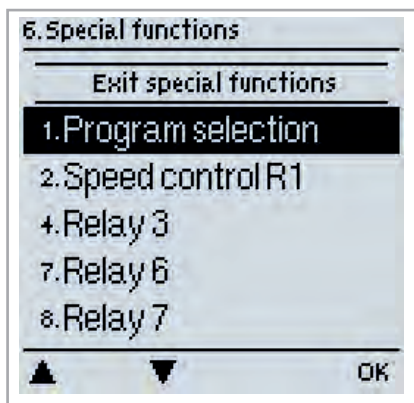 6.Special functions
Exit special functions
1.Program selection
2.Speed control R1
4.Relay 3
7.Relay 6
8.Relay 7
▲ ▼ OK